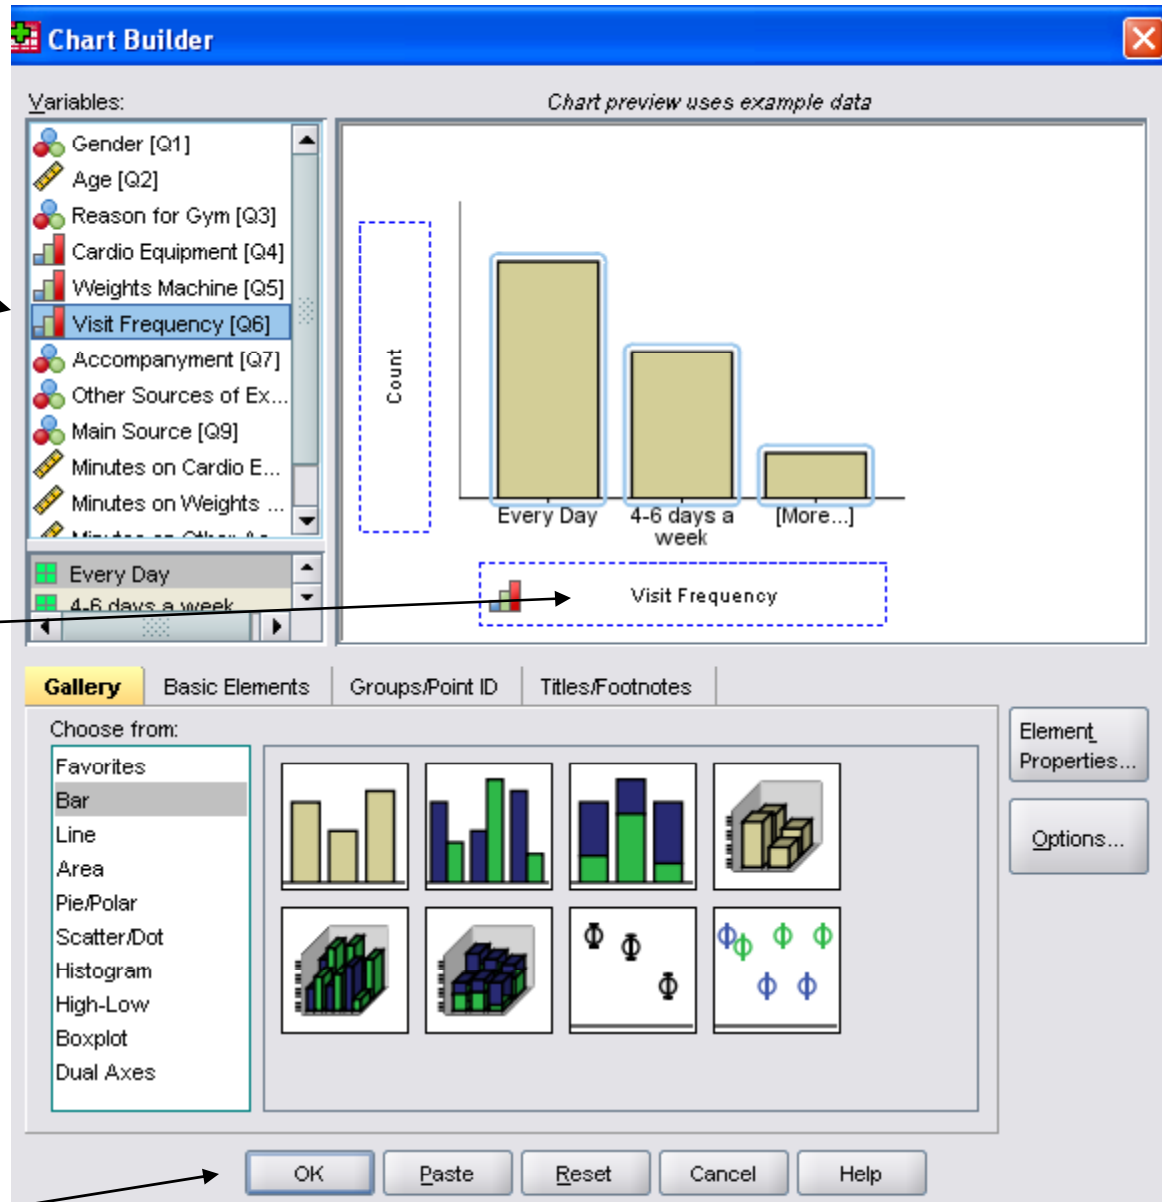 Chart Builder
Variables:
Chart preview uses example data
Gender [Q1]
Age [Q2]
Reason for Gym [Q3]
Cardio Equipment [Q4]
Weights Machine [Q5]
Visit Frequency [Q6]
Accompanyment [Q7]
Other Sources of Ex...
Main Source [Q9]
Minutes on Cardio E...
Minutes on Weights ...
Minutes on Other Ac...
Every Day
4-6 days a week
Count
Every Day
4-6 days a
week
[More...]
Visit Frequency
Gallery
Basic Elements
Groups/Point ID
Titles/Footnotes
Choose from:
Favorites
Bar
Line
Area
Pie/Polar
Scatter/Dot
Histogram
High-Low
Boxplot
Dual Axes
Element
Properties...
Options...
OK
Paste
Reset
Cancel
Help